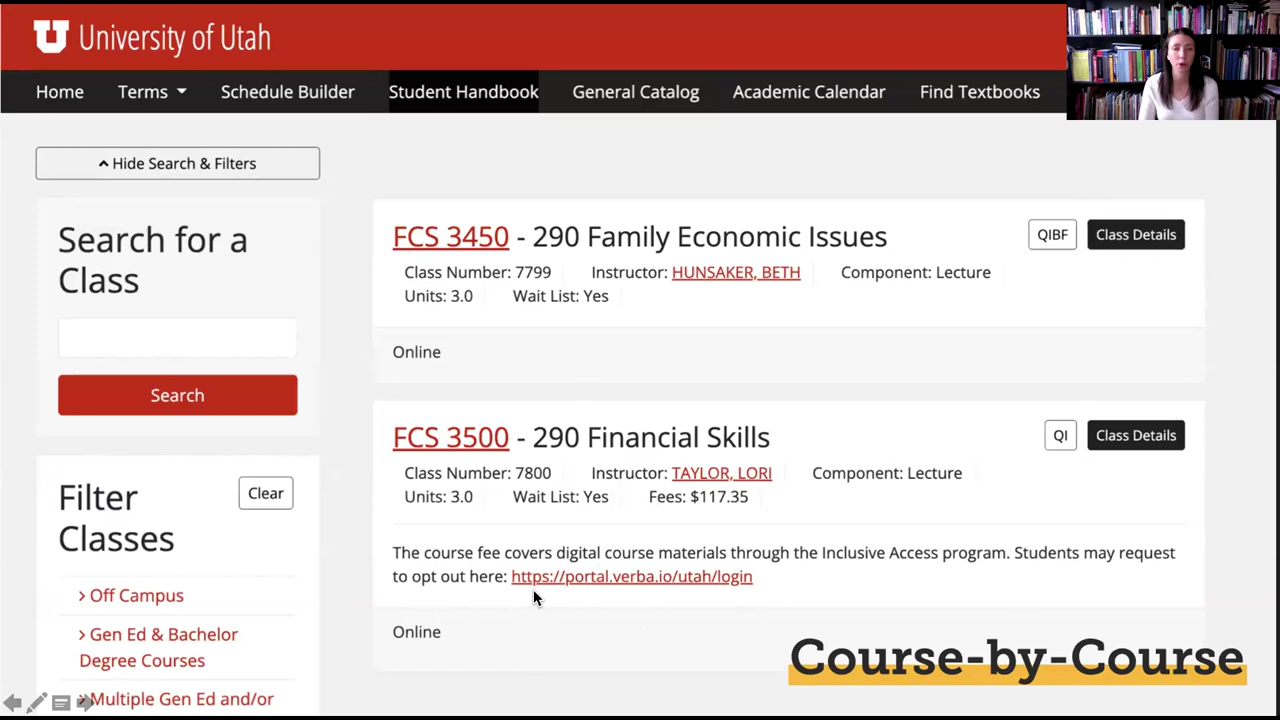 University of Utah
Home Terms Schedule Builder Student Handbook General Catalog Academic Calendar Find Textbooks
Hide Search & Filters
Search for a
Class
Search
Filter
Classes
Clear
Off Campus
Gen Ed & Bachelor
Degree Courses
Multiple Gen Ed and/or
FCS 3450 - 290 Family Economic Issues
QIBF
Class Details
Class Number: 7799 Instructor: HUNSAKER, BETH Component: Lecture
Units: 3.0 Wait List: Yes
Online
FCS 3500 - 290 Financial Skills
QI
Class Details
Class Number: 7800 Instructor: TAYLOR, LORI Component: Lecture
Units: 3.0 Wait List: Yes Fees: $117.35
The course fee covers digital course materials through the Inclusive Access program. Students may request
to opt out here: https://portal.verba.io/utah/login
Online
Course-by-Course